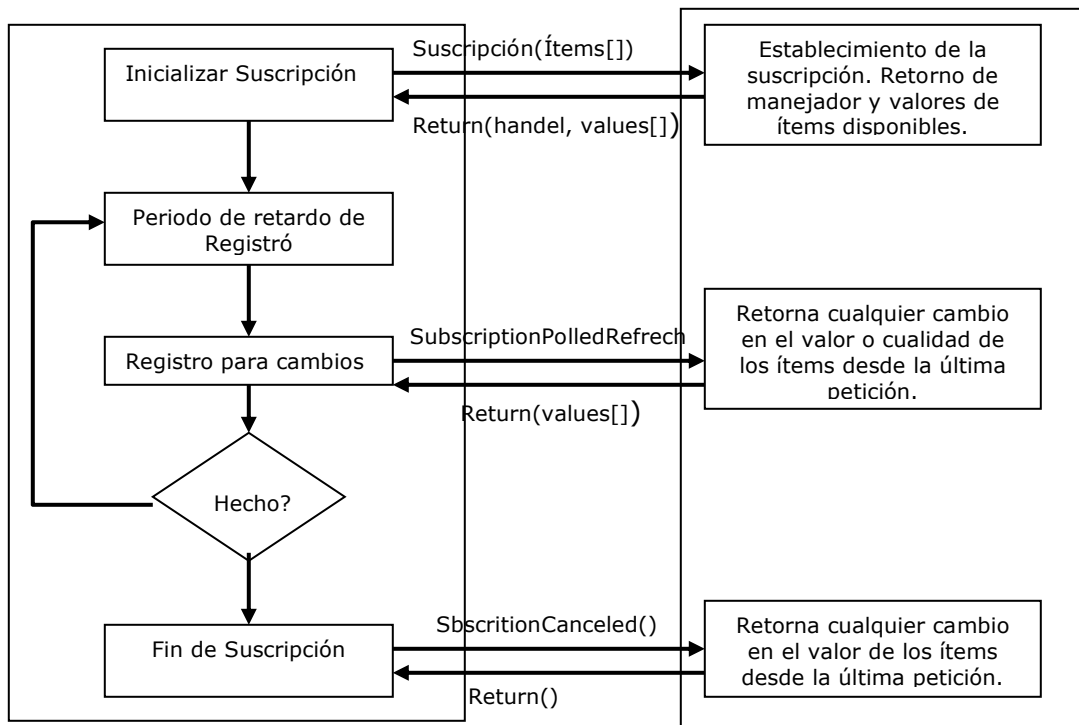 Suscripción(Ítems[])
Inicializar Suscripción
Establecimiento de la
suscripción. Retorno de
manejador y valores de
ítems disponibles.
Return(handel, values[])
Periodo de retardo de
Registró
SubscriptionPolledRefrech
Registro para cambios
Retorna cualquier cambio
en el valor o cualidad de
los ítems desde la última
petición.
Return(values[])
Hecho?
SbscritionCanceled()
Fin de Suscripción
Retorna cualquier cambio
en el valor de los ítems
desde la última petición.
Return()